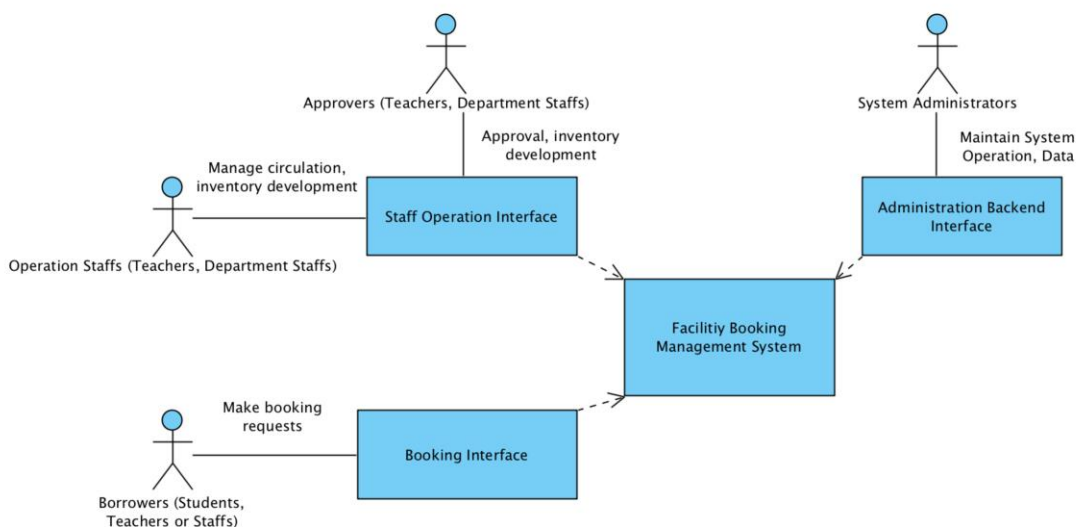 Approvers (Teachers, Department Staffs)
System Administrators
Approval, inventory
development
Maintain System
Operation, Data
Manage circulation,
inventory development
Staff Operation Interface
Administration Backend
Interface
Operation Staffs (Teachers, Department Staffs)
Facilitiy Booking
Management System
Make booking
requests
Booking Interface
Borrowers (Students,
Teachers or Staffs)